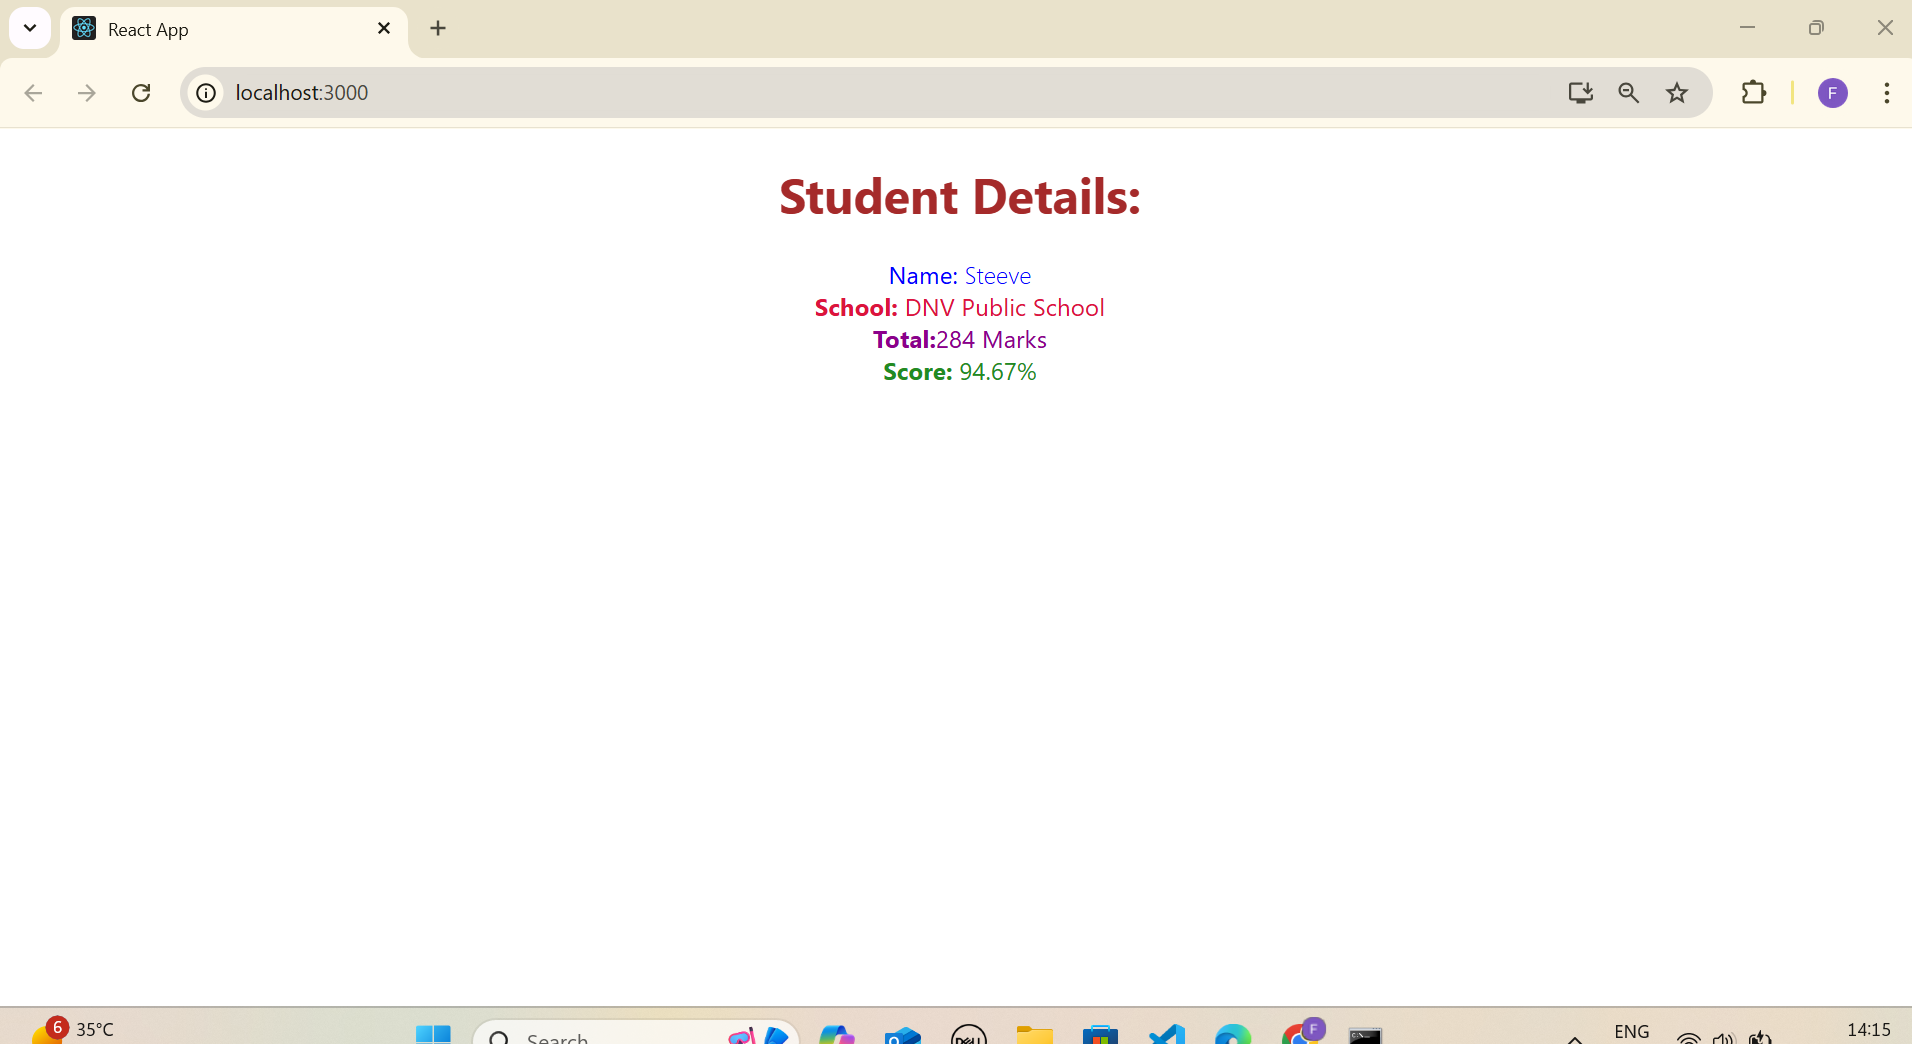 React App
localhost:3000
F
Student Details:
Name: Steeve
School: DNV Public School
Total:284 Marks
Score: 94.67%
6
35°C
Search
DELL
F
ENG
14:15